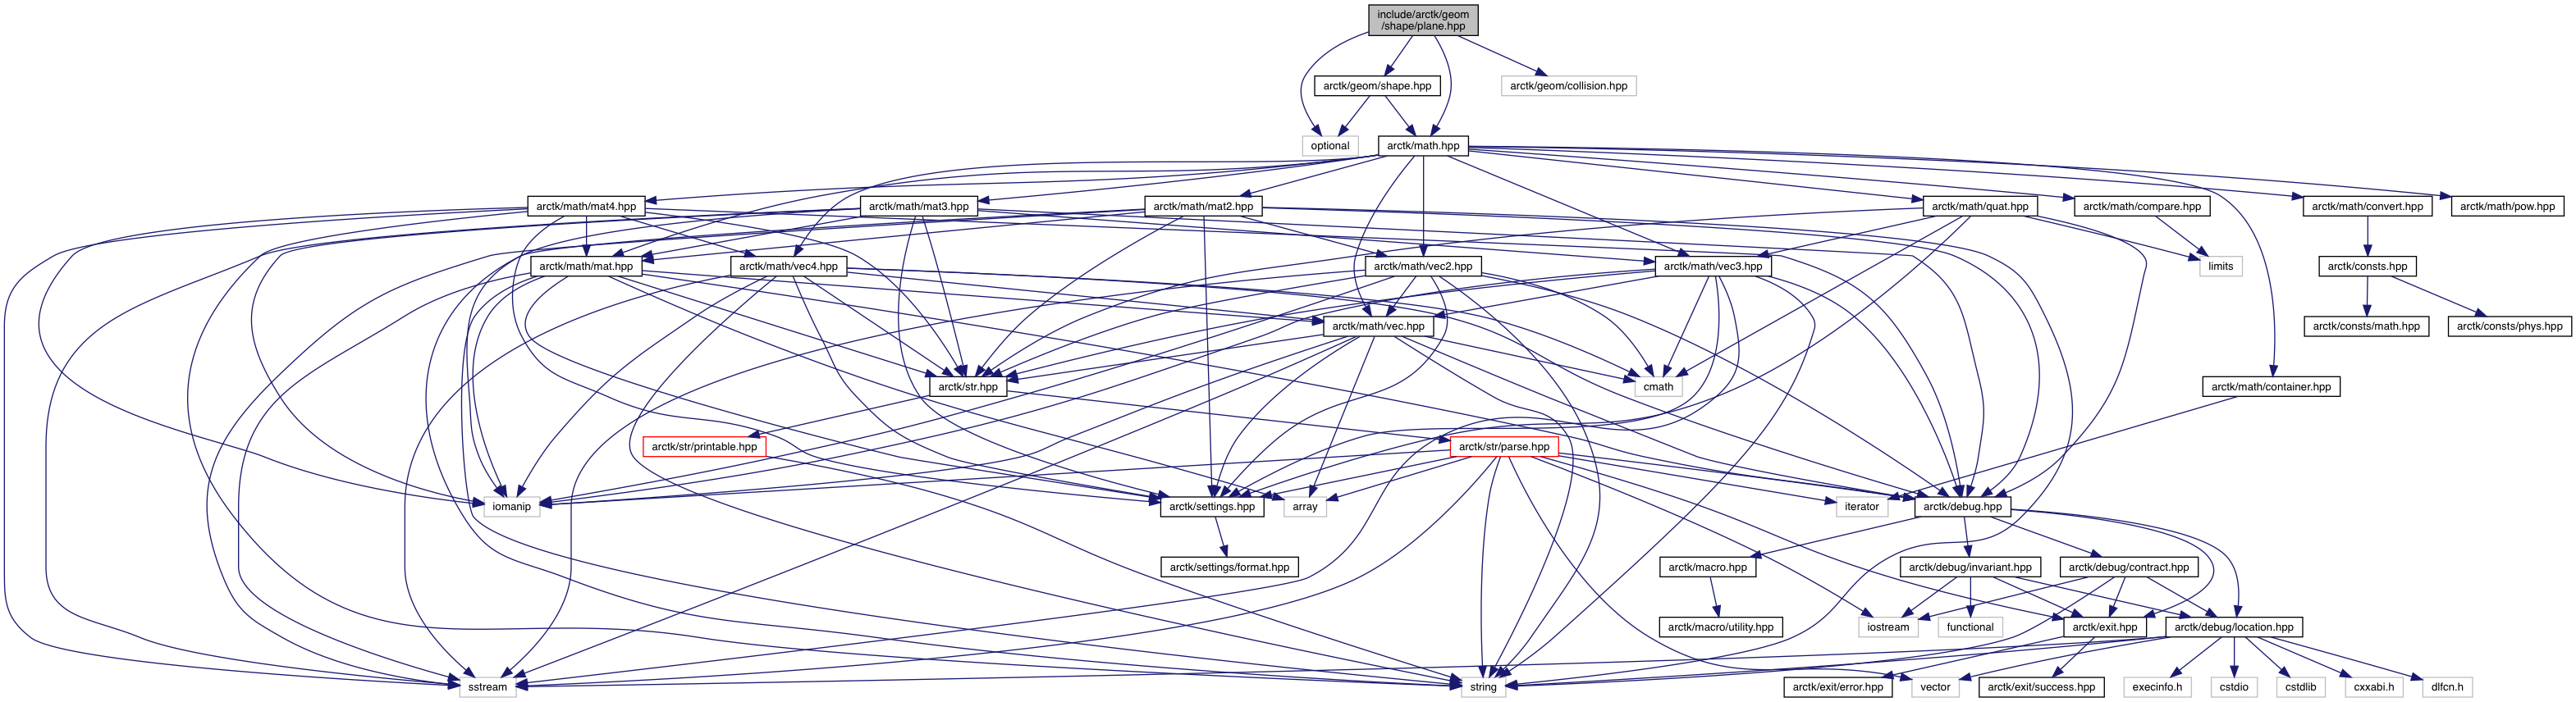 include/arctk/geom
/shape/plane.hpp
arctk/geom/shape.hpp
arctk/geom/collision.hpp
optional
arctk/math.hpp
arctk/math/mat4.hpp
arctk/math/mat3.hpp
arctk/math/mat2.hpp
arctk/math/quat.hpp
arctk/math/compare.hpp
arctk/math/convert.hpp
arctk/math/pow.hpp
arctk/math/mat.hpp
arctk/math/vec4.hpp
arctk/math/vec2.hpp
arctk/math/vec3.hpp
limits
arctk/consts.hpp
arctk/math/vec.hpp
arctk/consts/math.hpp
arctk/consts/phys.hpp
arctk/str.hpp
cmath
arctk/math/container.hpp
arctk/str/printable.hpp
arctk/str/parse.hpp
iomanip
arctk/settings.hpp
array
iterator
arctk/debug.hpp
arctk/settings/format.hpp
arctk/macro.hpp
arctk/debug/invariant.hpp
arctk/debug/contract.hpp
arctk/macro/utility.hpp
iostream
functional
arctk/exit.hpp
arctk/debug/location.hpp
sstream
string
arctk/exit/error.hpp
vector
arctk/exit/success.hpp
execinfo.h
cstdio
cstdlib
cxxabi.h
dlfcn.h